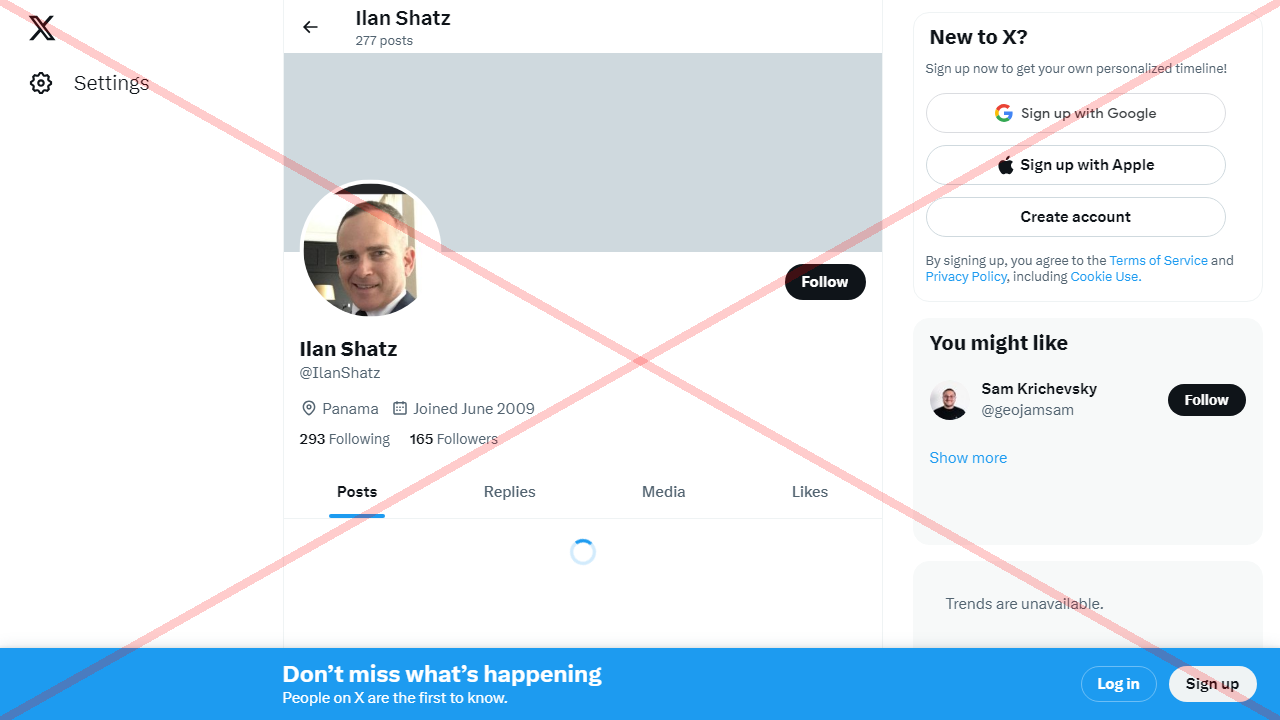 Settings
Ilan Shatz
277 posts
Follow
Ilan Shatz
@IlanShatz
Panama Joined June 2009
293 Following 165 Followers
Posts Replies Media Likes
New to X?
Sign up now to get your own personalized timeline!
Sign up with Google
Sign up with Apple
Create account
By signing up, you agree to the Terms of Service and
Privacy Policy, including Cookie Use.
You might like
Sam Krichevsky
@geojamsam
Follow
Show more
Trends are unavailable.
Don’t miss what’s happening
People on X are the first to know.
Log in
Sign up